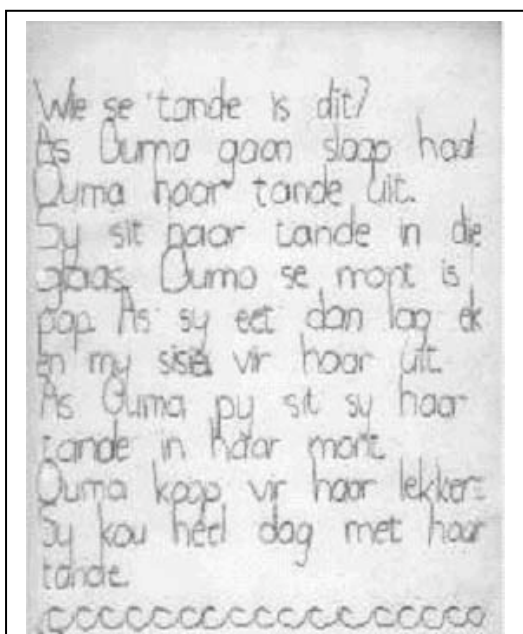 Wie se tande is dit?
As Ouma gaan slaap haal
Ouma haar tande uit.
Sy sit haar tande in die
glaas. Ouma se mont is
pap. As sy eet dan lag ek
en my sisie vir haar uit.
As Ouma py sit sy haar
tande in haar mont.
Ouma koop vir haar lekkers
Sy kou heel dag met haar
tande.